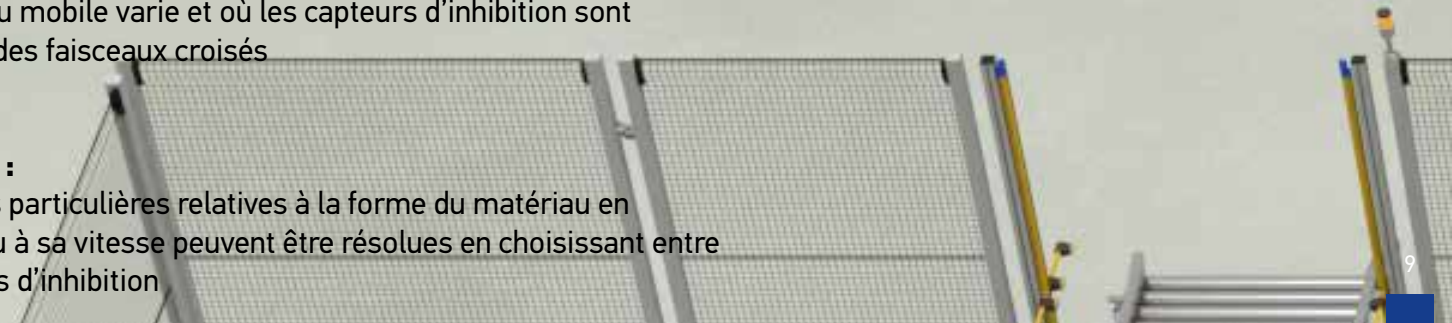 u mobile varie et où les capteurs d'inhibition sont
des faisceaux croisés
:
particulières relatives à la forme du matériau en
u à sa vitesse peuvent être résolues en choisissant entre
s d'inhibition
9